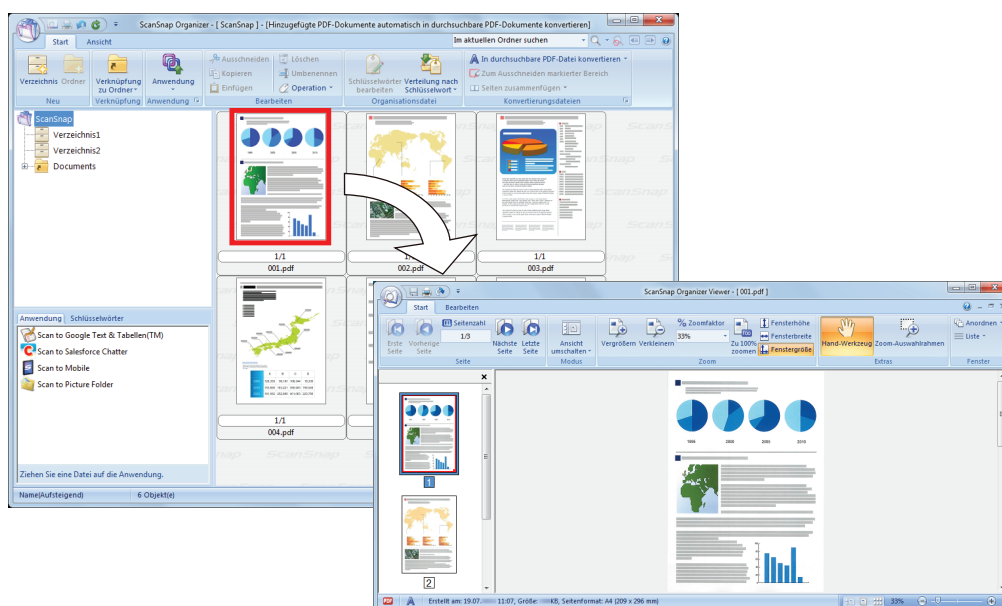 ScanSnap Organizer - [ ScanSnap ] - [Hinzugefügte PDF-Dokumente automatisch in durchsuchbare PDF-Dokumente konvertieren]
Start Ansicht
Im aktuellen Ordner suchen
Verzeichnis Ordner
Neu
Verknüpfung
zu Ordner
Verknüpfung
Anwendung
Anwendung
Ausschneiden
Kopieren
Einfügen
Löschen
Umbenennen
Operation
Bearbeiten
Schlüsselwörter
bearbeiten
Verteilung nach
Schlüsselwort
Organisationsdatei
In durchsuchbare PDF-Datei konvertieren
Zum Ausschneiden markierter Bereich
Seiten zusammenfügen
Konvertierungsdateien
ScanSnap
Verzeichnis1
Verzeichnis2
Documents
1/1
001.pdf
002.pdf
1/1
003.pdf
1/1
004.pdf
Anwendung Schlüsselwörter
Scan to Google Text & Tabellen(TM)
Scan to Salesforce Chatter
Scan to Mobile
Scan to Picture Folder
Ziehen Sie eine Datei auf die Anwendung.
Name(Aufsteigend) 6 Objekt(e)
ScanSnap Organizer Viewer - [ 001.pdf ]
Start Bearbeiten
Erste
Seite
Vorherige
Seite
Seitenzahl
1/3
Nächste
Seite
Letzte
Seite
Seite
Ansicht
umschalten
Modus
Vergrößern Verkleinern
% Zoomfaktor
33%
Zu 100%
zoomen
Fensterhöhe
Fensterbreite
Fenstergröße
Zoom
Hand-Werkzeug Zoom-Auswahlrahmen
Extras
Anordnen
Liste
Fenster
1
2
1995 2000 2005 2010
Erstellt am: 19.07. 11:07, Größe: KB, Seitenformat: A4 (209 x 296 mm)
33%